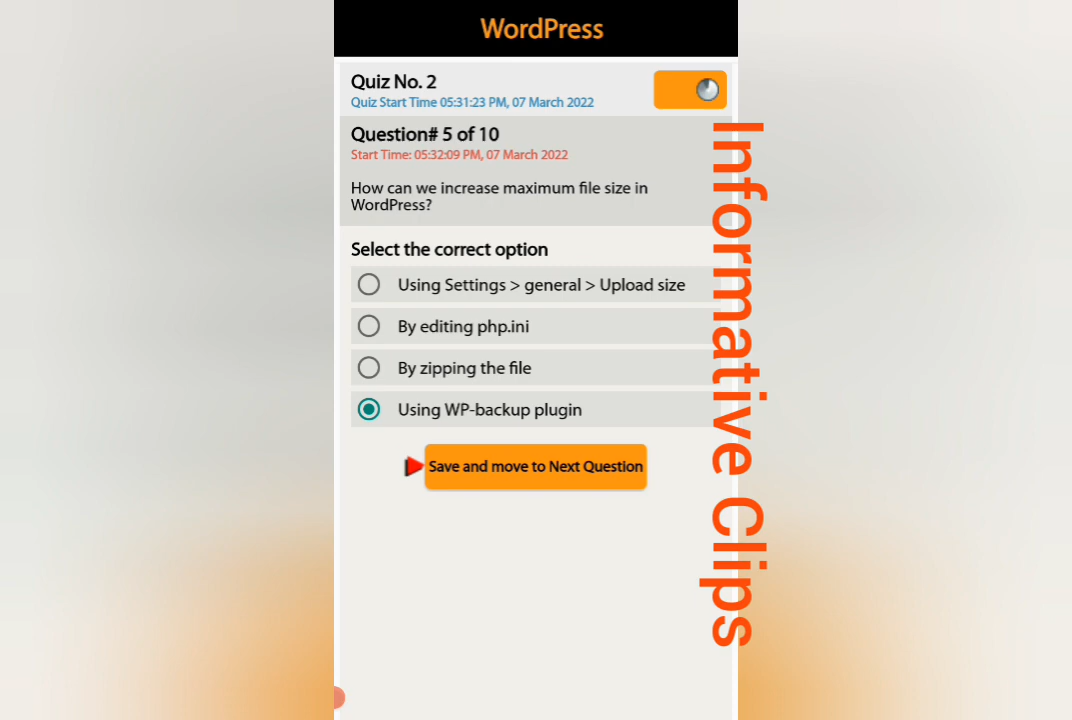 WordPress
Quiz No. 2
Quiz Start Time 05:31:23 PM, 07 March 2022
Question# 5 of 10
Start Time: 05:32:09 PM, 07 March 2022
How can we increase maximum file size in
WordPress?
Select the correct option
Using Settings > general > Upload size
By editing php.ini
By zipping the file
Using WP-backup plugin
Save and move to Next Question
Informative Clips